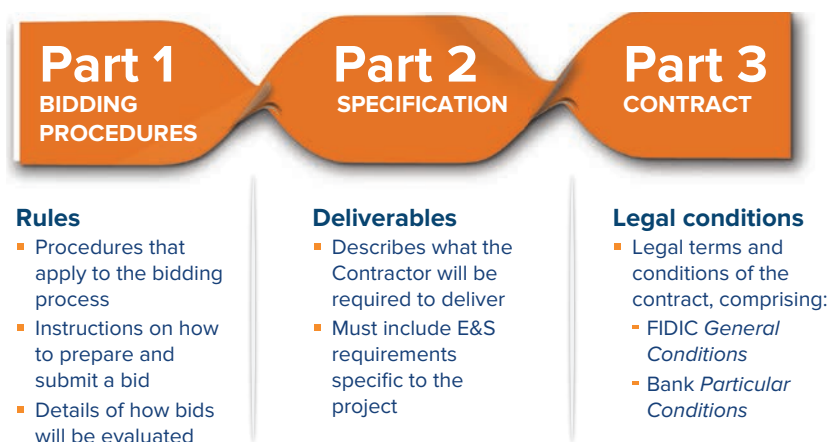 Part 1
BIDDING
PROCEDURES
Part 2
SPECIFICATION
Part 3
CONTRACT
Rules
▪ Procedures that
apply to the bidding
process
▪ Instructions on how
to prepare and
submit a bid
▪ Details of how bids
will be evaluated
Deliverables
▪ Describes what the
Contractor will be
required to deliver
▪ Must include E&S
requirements
specific to the
project
Legal conditions
▪ Legal terms and
conditions of the
contract, comprising:
- FIDIC General
Conditions
- Bank Particular
Conditions